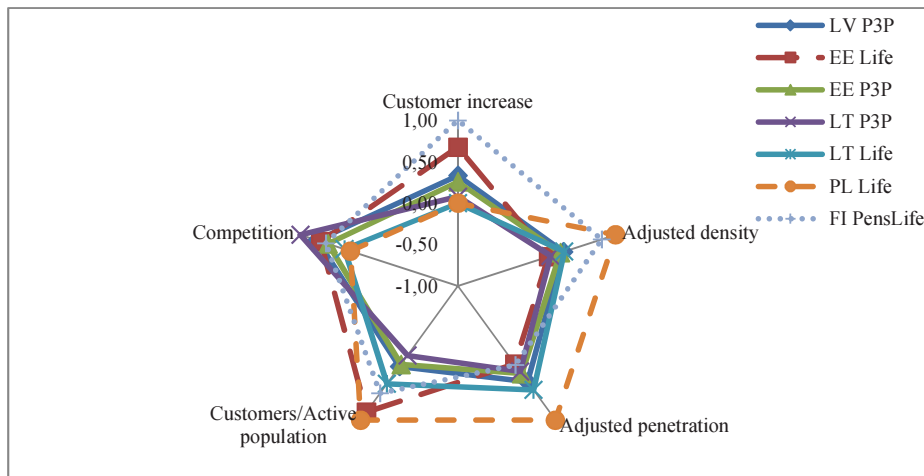 LV P3P
EE Life
EE P3P
LT P3P
LT Life
PL Life
FI PensLife
Customer increase
1,00
0,50
0,00
-0,50
-1,00
Competition
Adjusted density
Customers/Active
population
Adjusted penetration